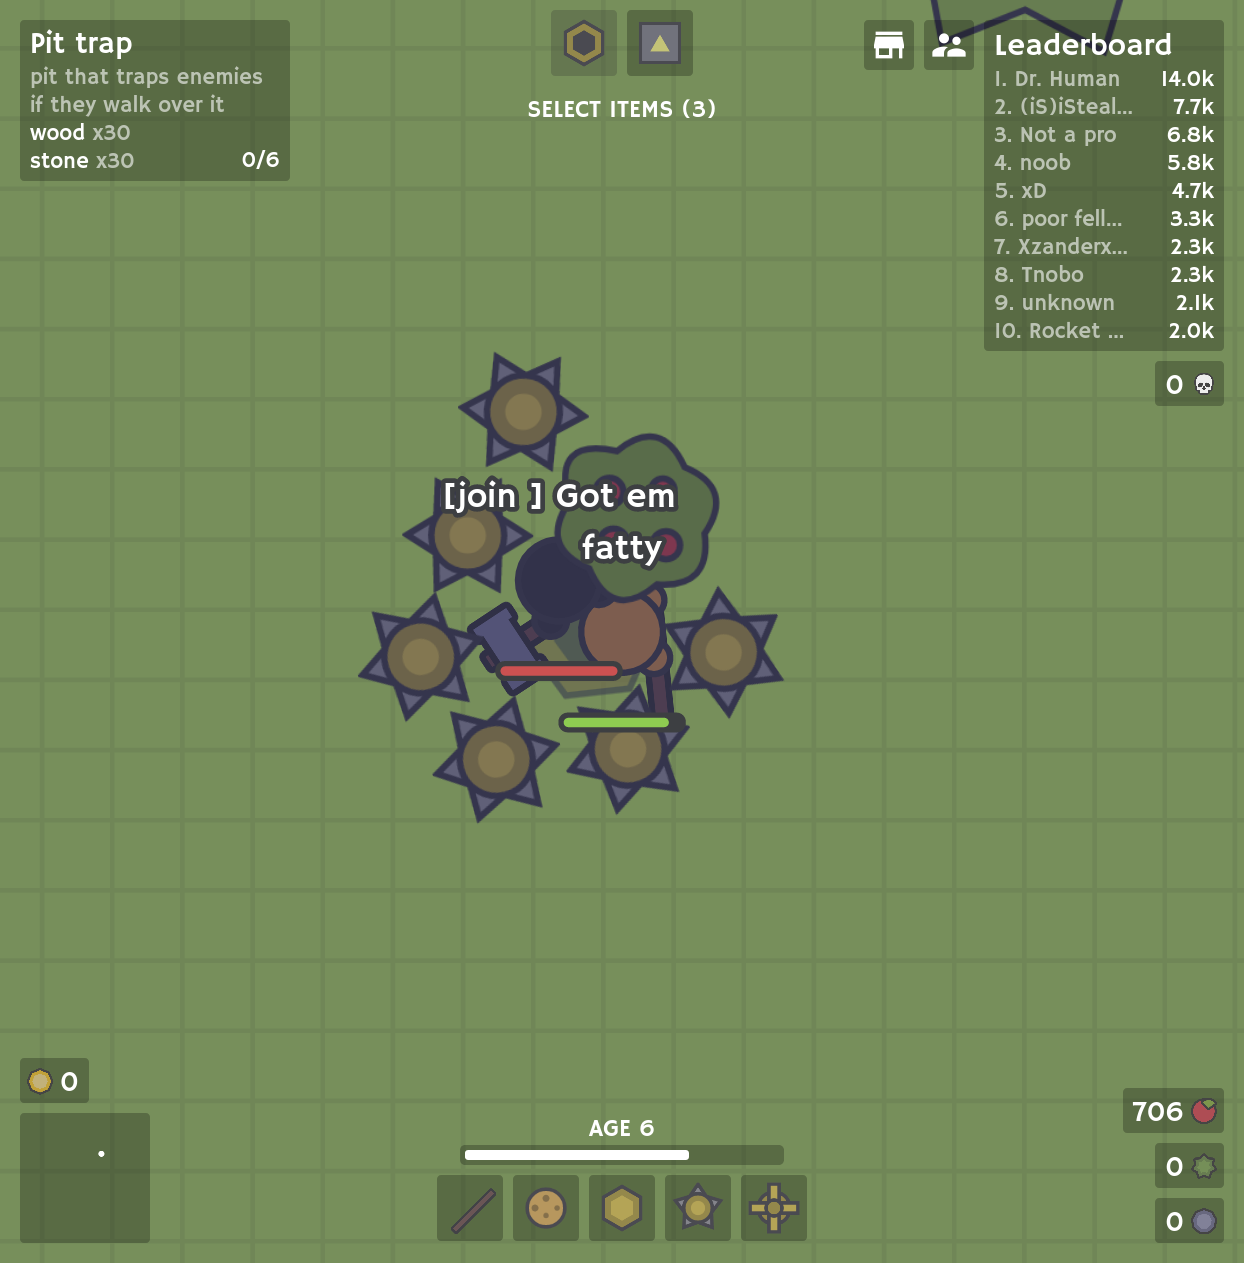 Pit trap
pit that traps enemies
if they walk over it
wood x30
stone x30 0/6
SELECT ITEMS (3)
Leaderboard
1. Dr. Human 14.0k
2. (iS)iSteal... 7.7k
3. Not a pro 6.8k
4. noob 5.8k
5. xD 4.7k
6. poor fell... 3.3k
7. Xzanderx... 2.3k
8. Tnobo 2.3k
9. unknown 2.1k
10. Rocket ... 2.0k
0
[join ] Got em
fatty
0
AGE 6
706
0
0